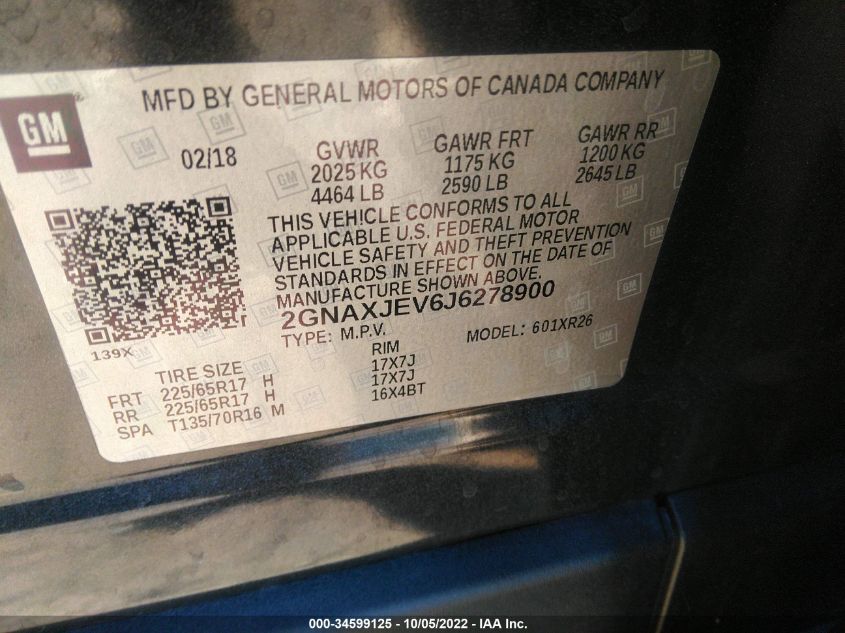 MFD BY GENERAL MOTORS OF CANADA COMPANY
GM
02/18 GVWR GAWR FRT GAWR RR
2025 KG 1175 KG 1200 KG
4464 LB 2590 LB 2645 LB
THIS VEHICLE CONFORMS TO ALL
APPLICABLE U.S. FEDERAL MOTOR
VEHICLE SAFETY AND THEFT PREVENTION
STANDARDS IN EFFECT ON THE DATE OF
MANUFACTURE SHOWN ABOVE.
2GNAXJEV6J6278900
TYPE: M.P.V. MODEL: 601XR26
139X
TIRE SIZE RIM
FRT 225/65R17 H 17X7J
RR 225/65R17 H 17X7J
SPA T135/70R16 M 16X4BT
000-34599125 - 10/05/2022 - IAA Inc.